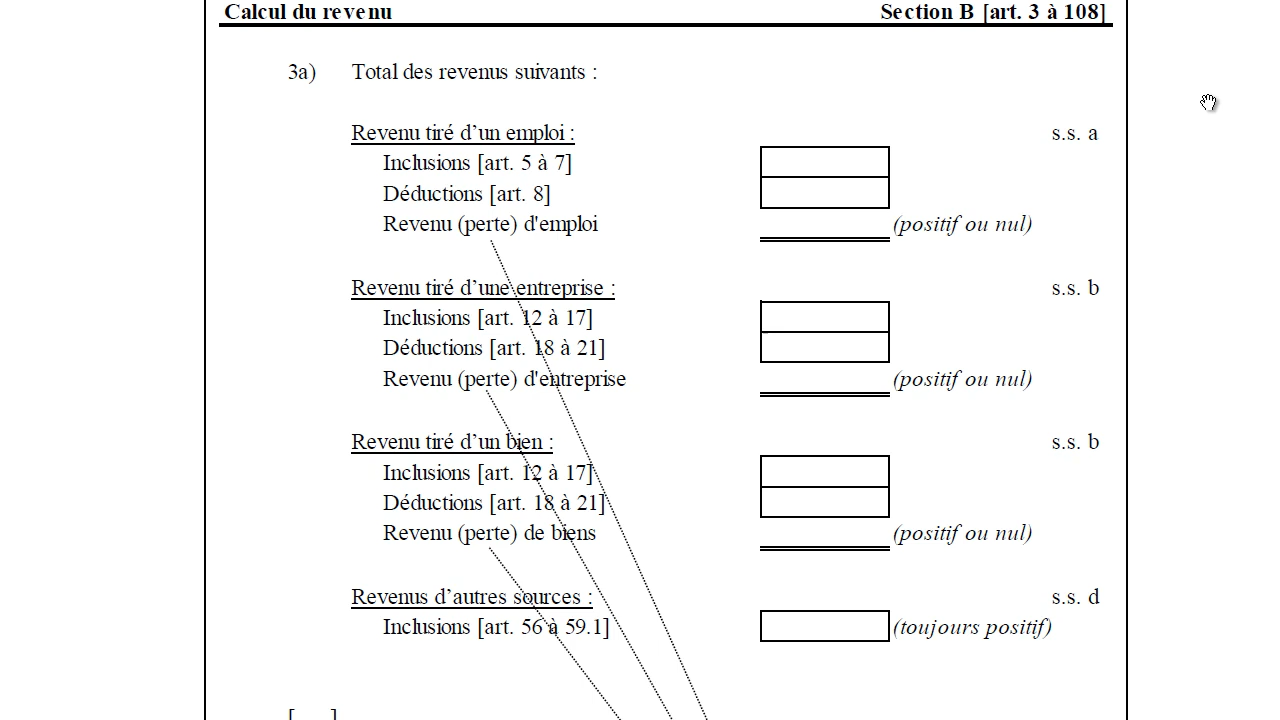 Calcul du revenu Section B [art. 3 à 108]
3a) Total des revenus suivants :
Revenu tiré d’un emploi : s.s. a
Inclusions [art. 5 à 7]
Déductions [art. 8]
Revenu (perte) d'emploi (positif ou nul)
Revenu tiré d’une entreprise : s.s. b
Inclusions [art. 12 à 17]
Déductions [art. 18 à 21]
Revenu (perte) d'entreprise (positif ou nul)
Revenu tiré d’un bien : s.s. b
Inclusions [art. 12 à 17]
Déductions [art. 18 à 21]
Revenu (perte) de biens (positif ou nul)
Revenus d’autres sources : s.s. d
Inclusions [art. 56 à 59.1] (toujours positif)